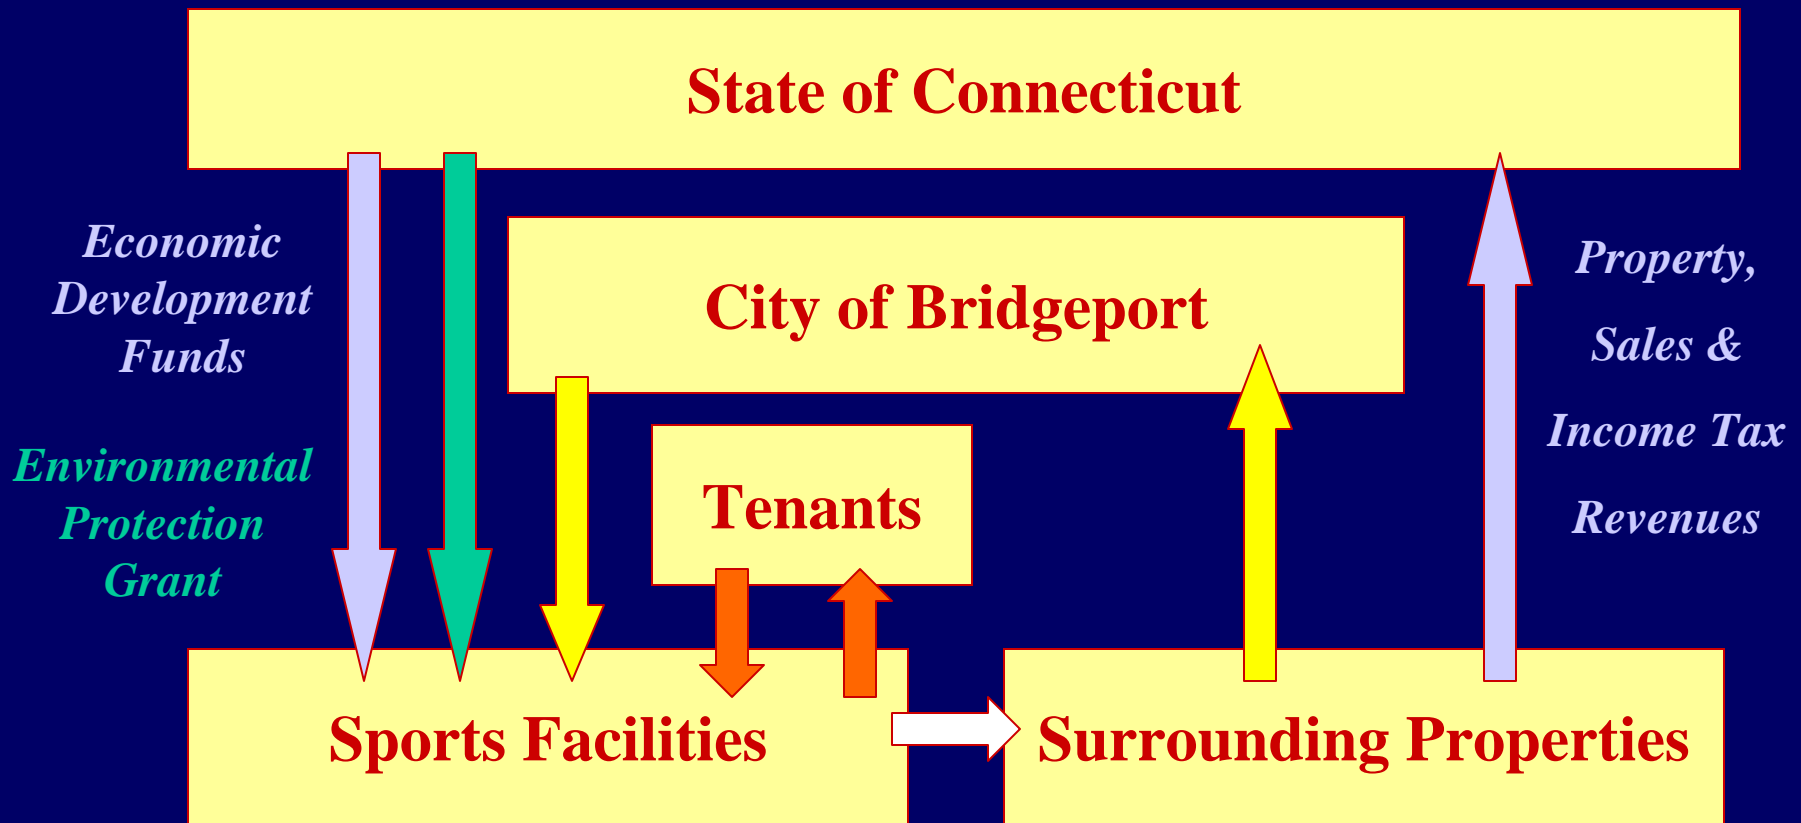 State of Connecticut
Economic
Development
Funds
Environmental
Protection
Grant
City of Bridgeport
Tenants
Property,
Sales &
Income Tax
Revenues
Sports Facilities
Surrounding Properties